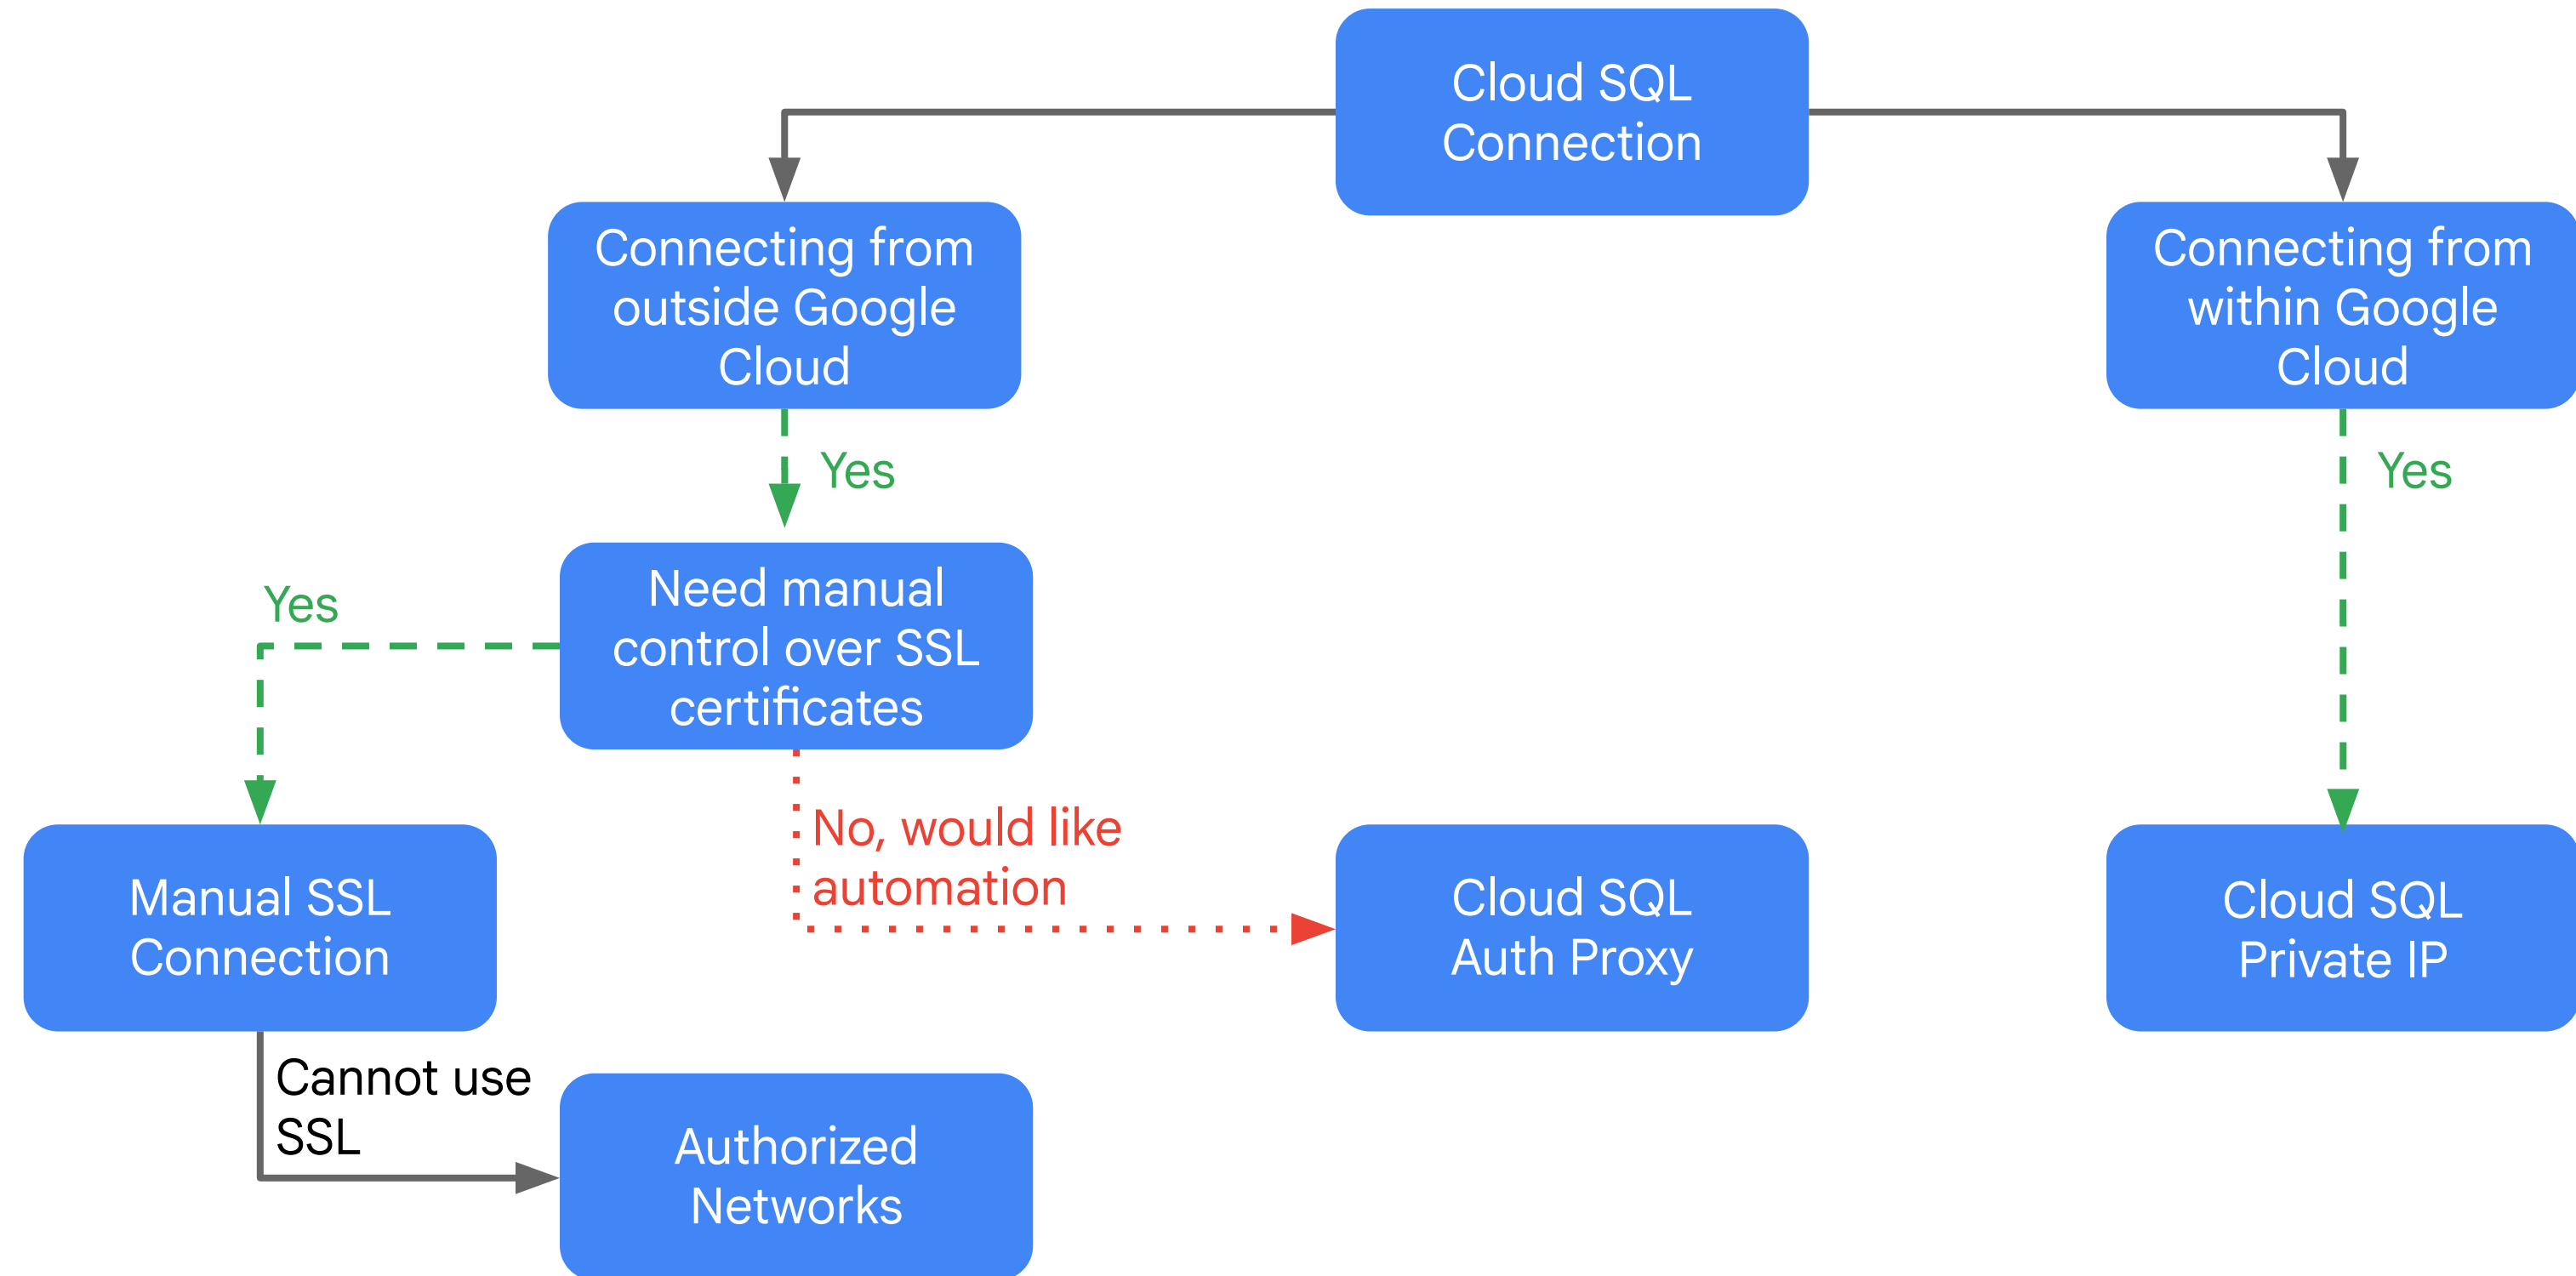 Cloud SQL
Connection
Connecting from
outside Google
Cloud
Connecting from
within Google
Cloud
Yes
Yes
Need manual
control over SSL
certificates
Yes
No, would like
automation
Manual SSL
Connection
Cloud SQL
Auth Proxy
Cloud SQL
Private IP
Cannot use
SSL
Authorized
Networks